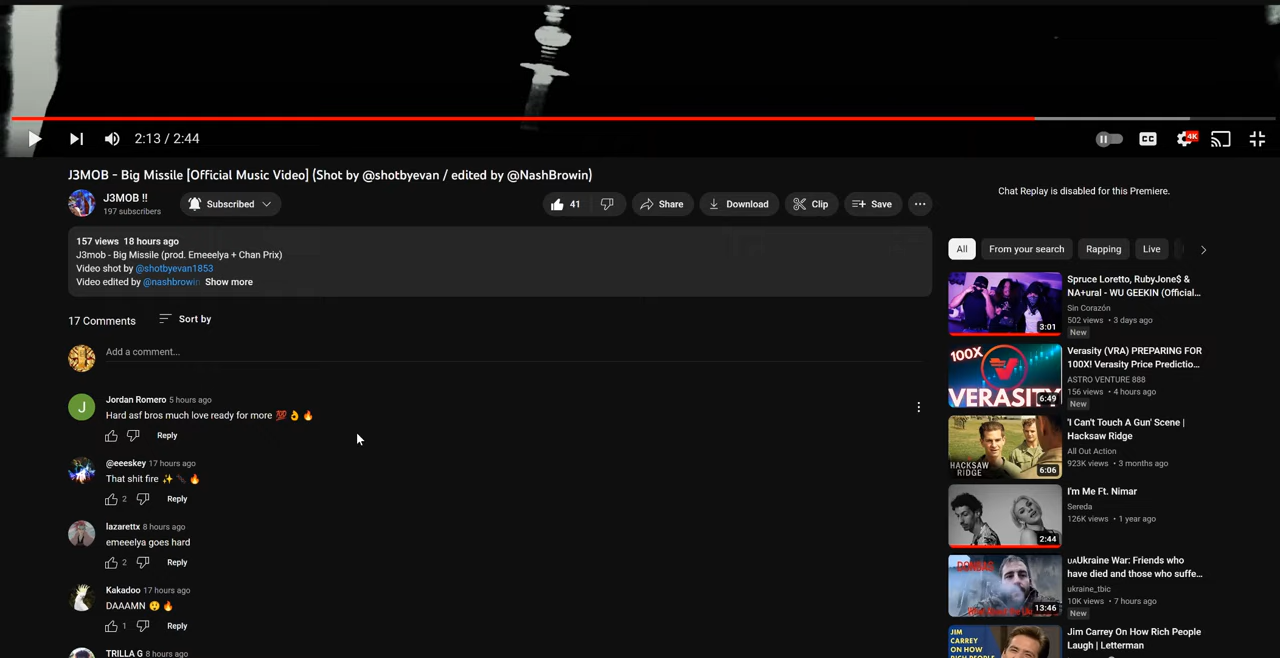 2:13 / 2:44
CC
4K
J3MOB - Big Missile [Official Music Video] (Shot by @shotbyevan / edited by @NashBrowin)
J3MOB !!
197 subscribers
Subscribed
41
Share
Download
Clip
Save
157 views 18 hours ago
J3mob - Big Missile (prod. Emeeelya + Chan Prix)
Video shot by @shotbyevan1853
Video edited by @nashbrowin Show more
17 Comments
Sort by
Add a comment...
J
Jordan Romero 5 hours ago
Hard asf bros much love ready for more 💯👌🔥
Reply
@eeeskey 17 hours ago
That shit fire ✨🔥
2
Reply
lazarettx 8 hours ago
emeeelya goes hard
2
Reply
Kakadoo 17 hours ago
DAAAMN 😲🔥
1
Reply
TRILLA G 8 hours ago
Chat Replay is disabled for this Premiere.
All
From your search
Rapping
Live
3:01
Spruce Loretto, RubyJone$ &
NA+ural - WU GEEKIN (Official...
Sin Corazón
502 views • 3 days ago
New
100X
VERASITY
6:49
Verasity (VRA) PREPARING FOR
100X! Verasity Price Predictio...
ASTRO VENTURE 888
156 views • 4 hours ago
New
HACKSAW
RIDGE
6:06
'I Can't Touch A Gun' Scene |
Hacksaw Ridge
All Out Action
923K views • 3 months ago
2:44
I'm Me Ft. Nimar
Sereda
126K views • 1 year ago
DONBAS
13:46
UAUkraine War: Friends who
have died and those who suffe...
ukraine_tbic
10K views • 7 hours ago
New
JIM
CARREY
ON HOW
RICH PEOPLE
Jim Carrey On How Rich People
Laugh | Letterman